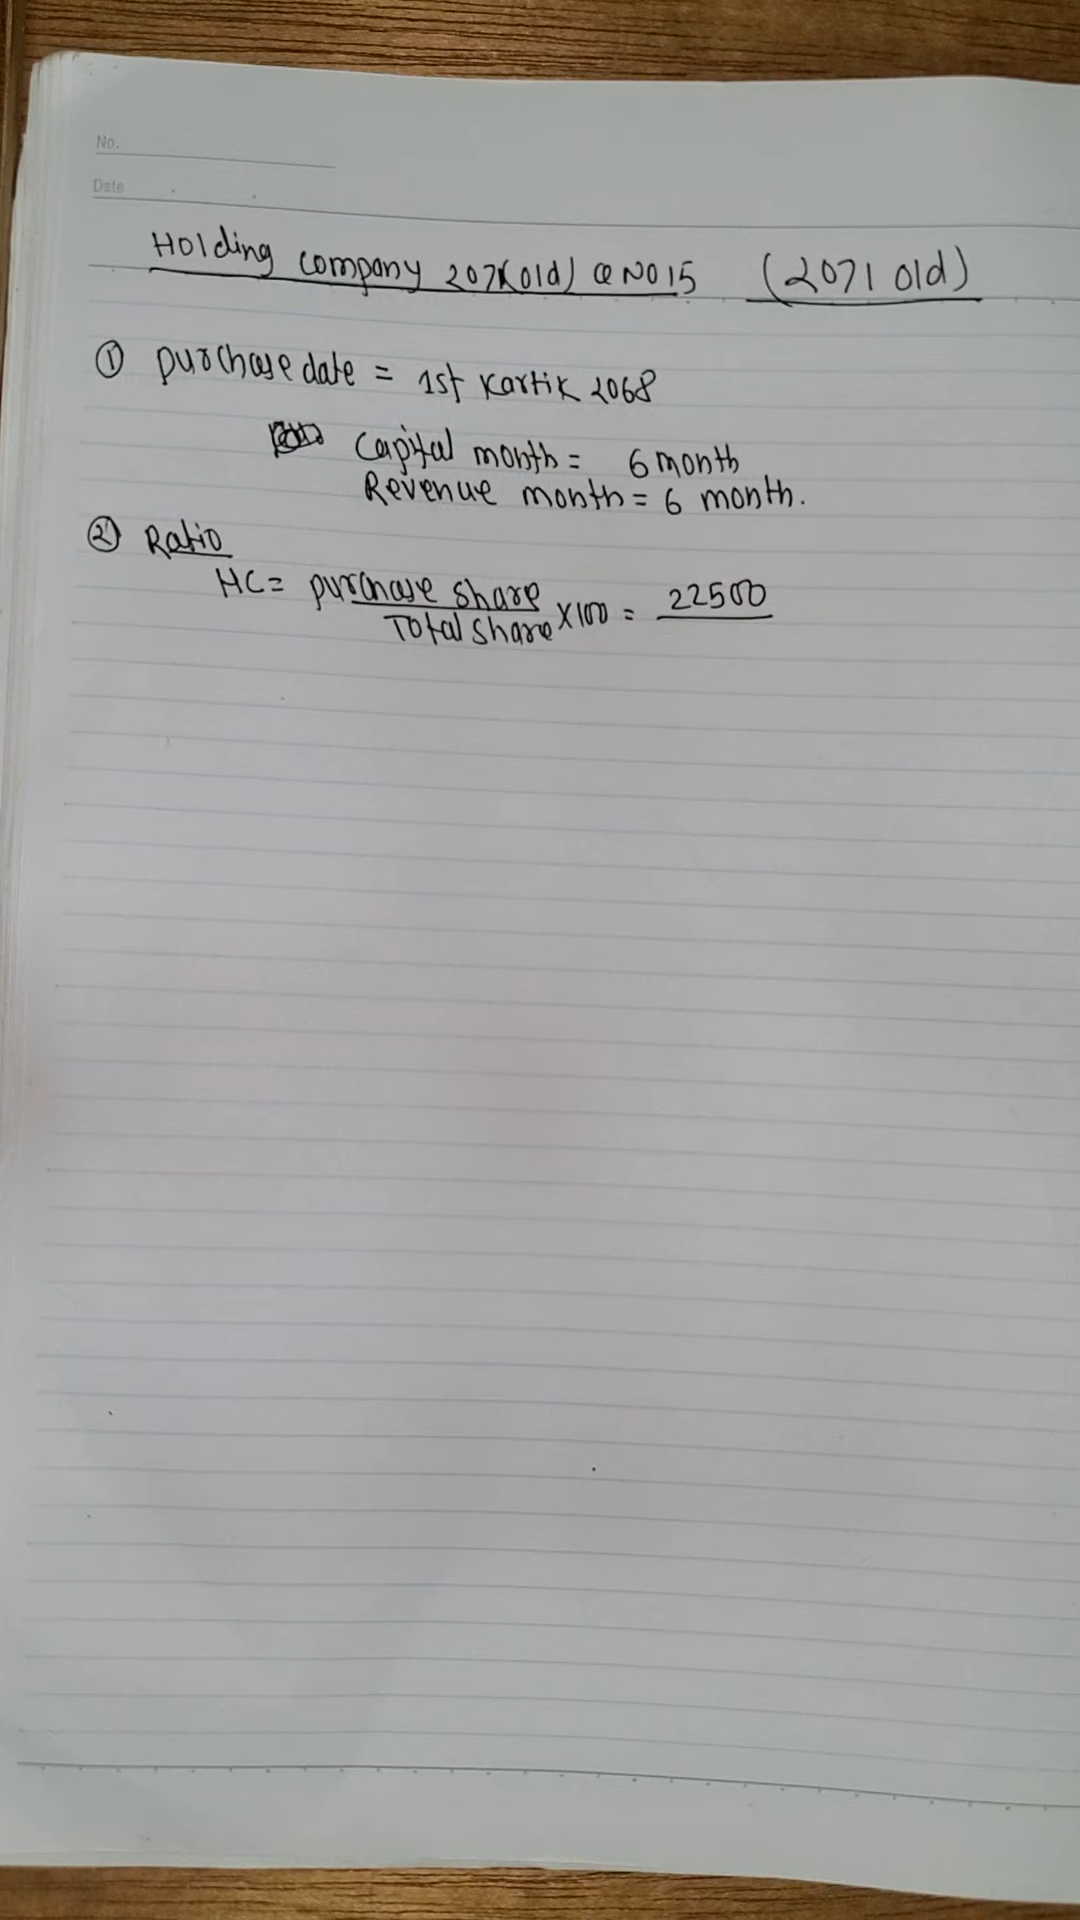 No.
Date
Holding company 2071(old) Q NO 15 (2071 old)
① purchase date = 1st Kartik 2068
Capital month = 6 month
Revenue month = 6 month.
② Ratio
HC = purchase share / Total share × 100 = 22500